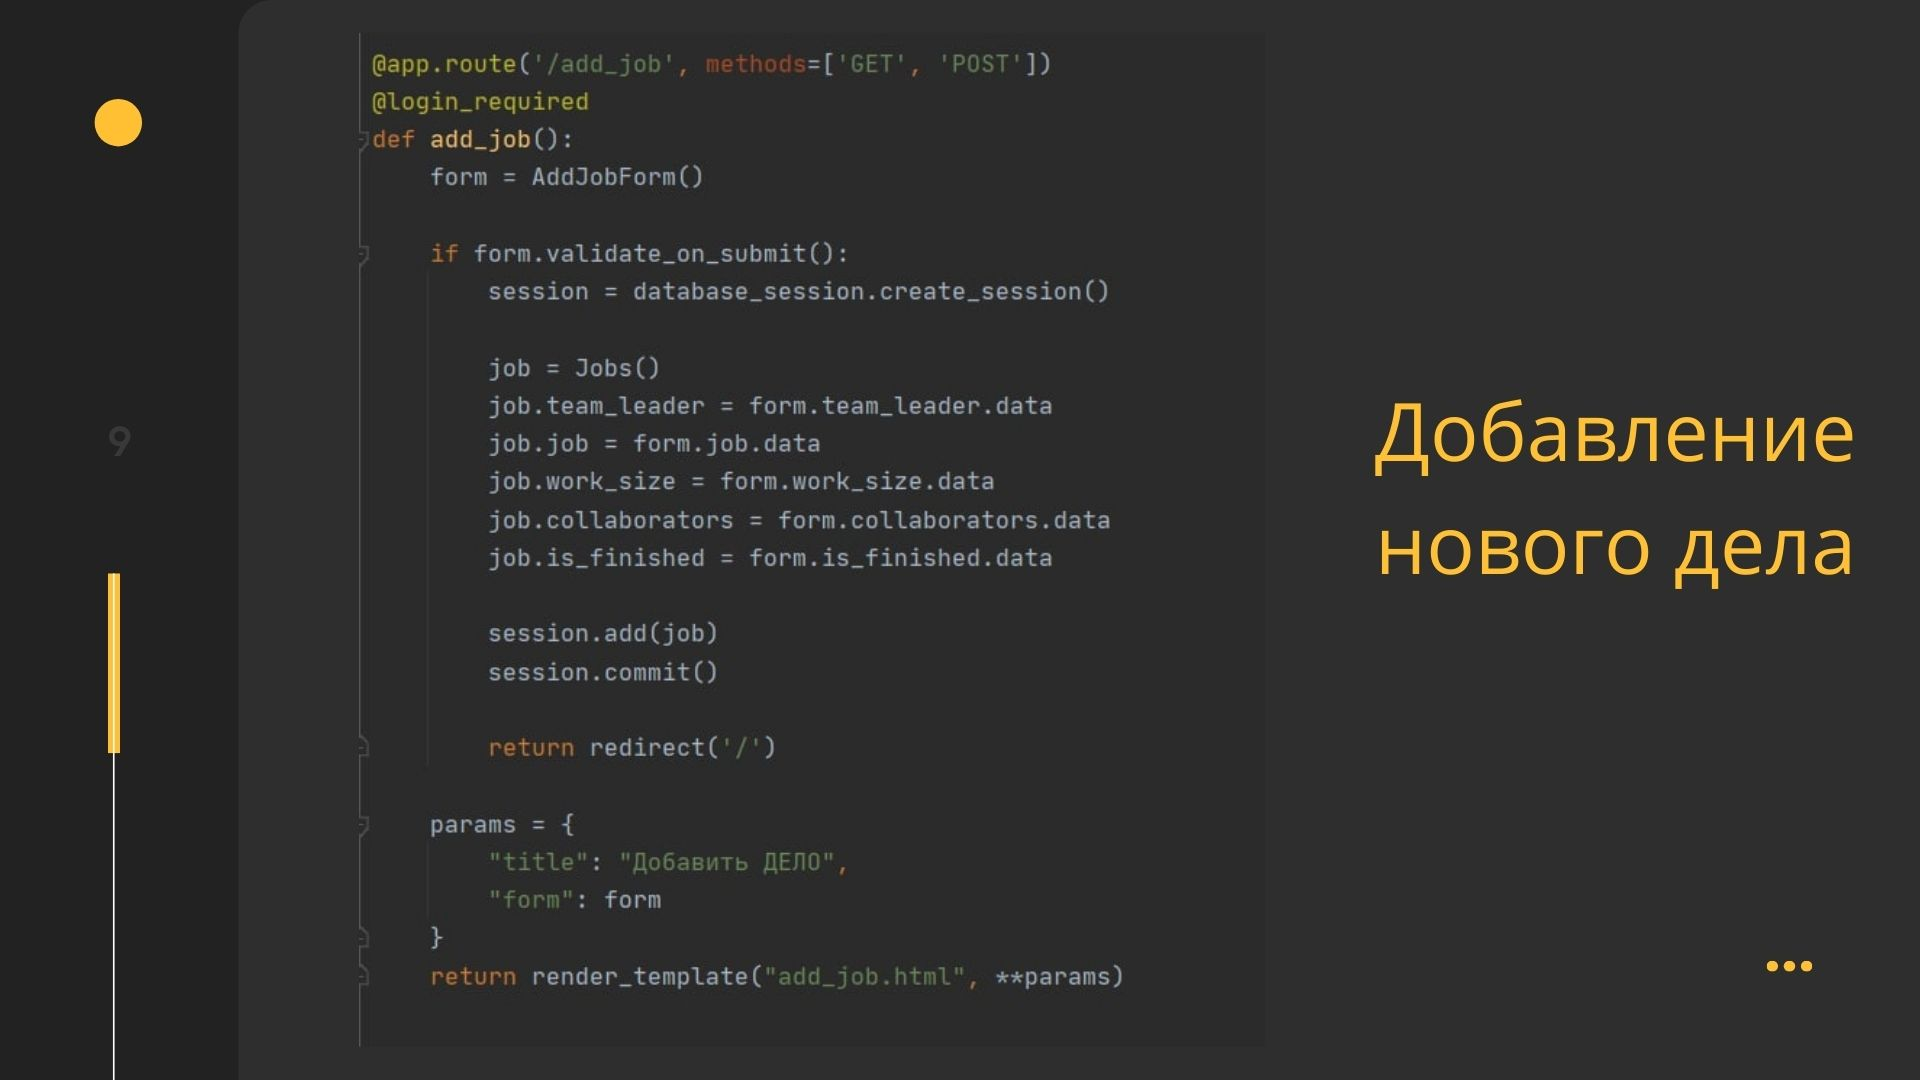 9
@app.route('/add_job', methods=['GET', 'POST'])
@login_required
def add_job():
    form = AddJobForm()
    if form.validate_on_submit():
        session = database_session.create_session()
        job = Jobs()
        job.team_leader = form.team_leader.data
        job.job = form.job.data
        job.work_size = form.work_size.data
        job.collaborators = form.collaborators.data
        job.is_finished = form.is_finished.data
        session.add(job)
        session.commit()
        return redirect('/')
    params = {
        "title": "Добавить ДЕЛО",
        "form": form
    }
    return render_template("add_job.html", **params)
Добавление
нового дела